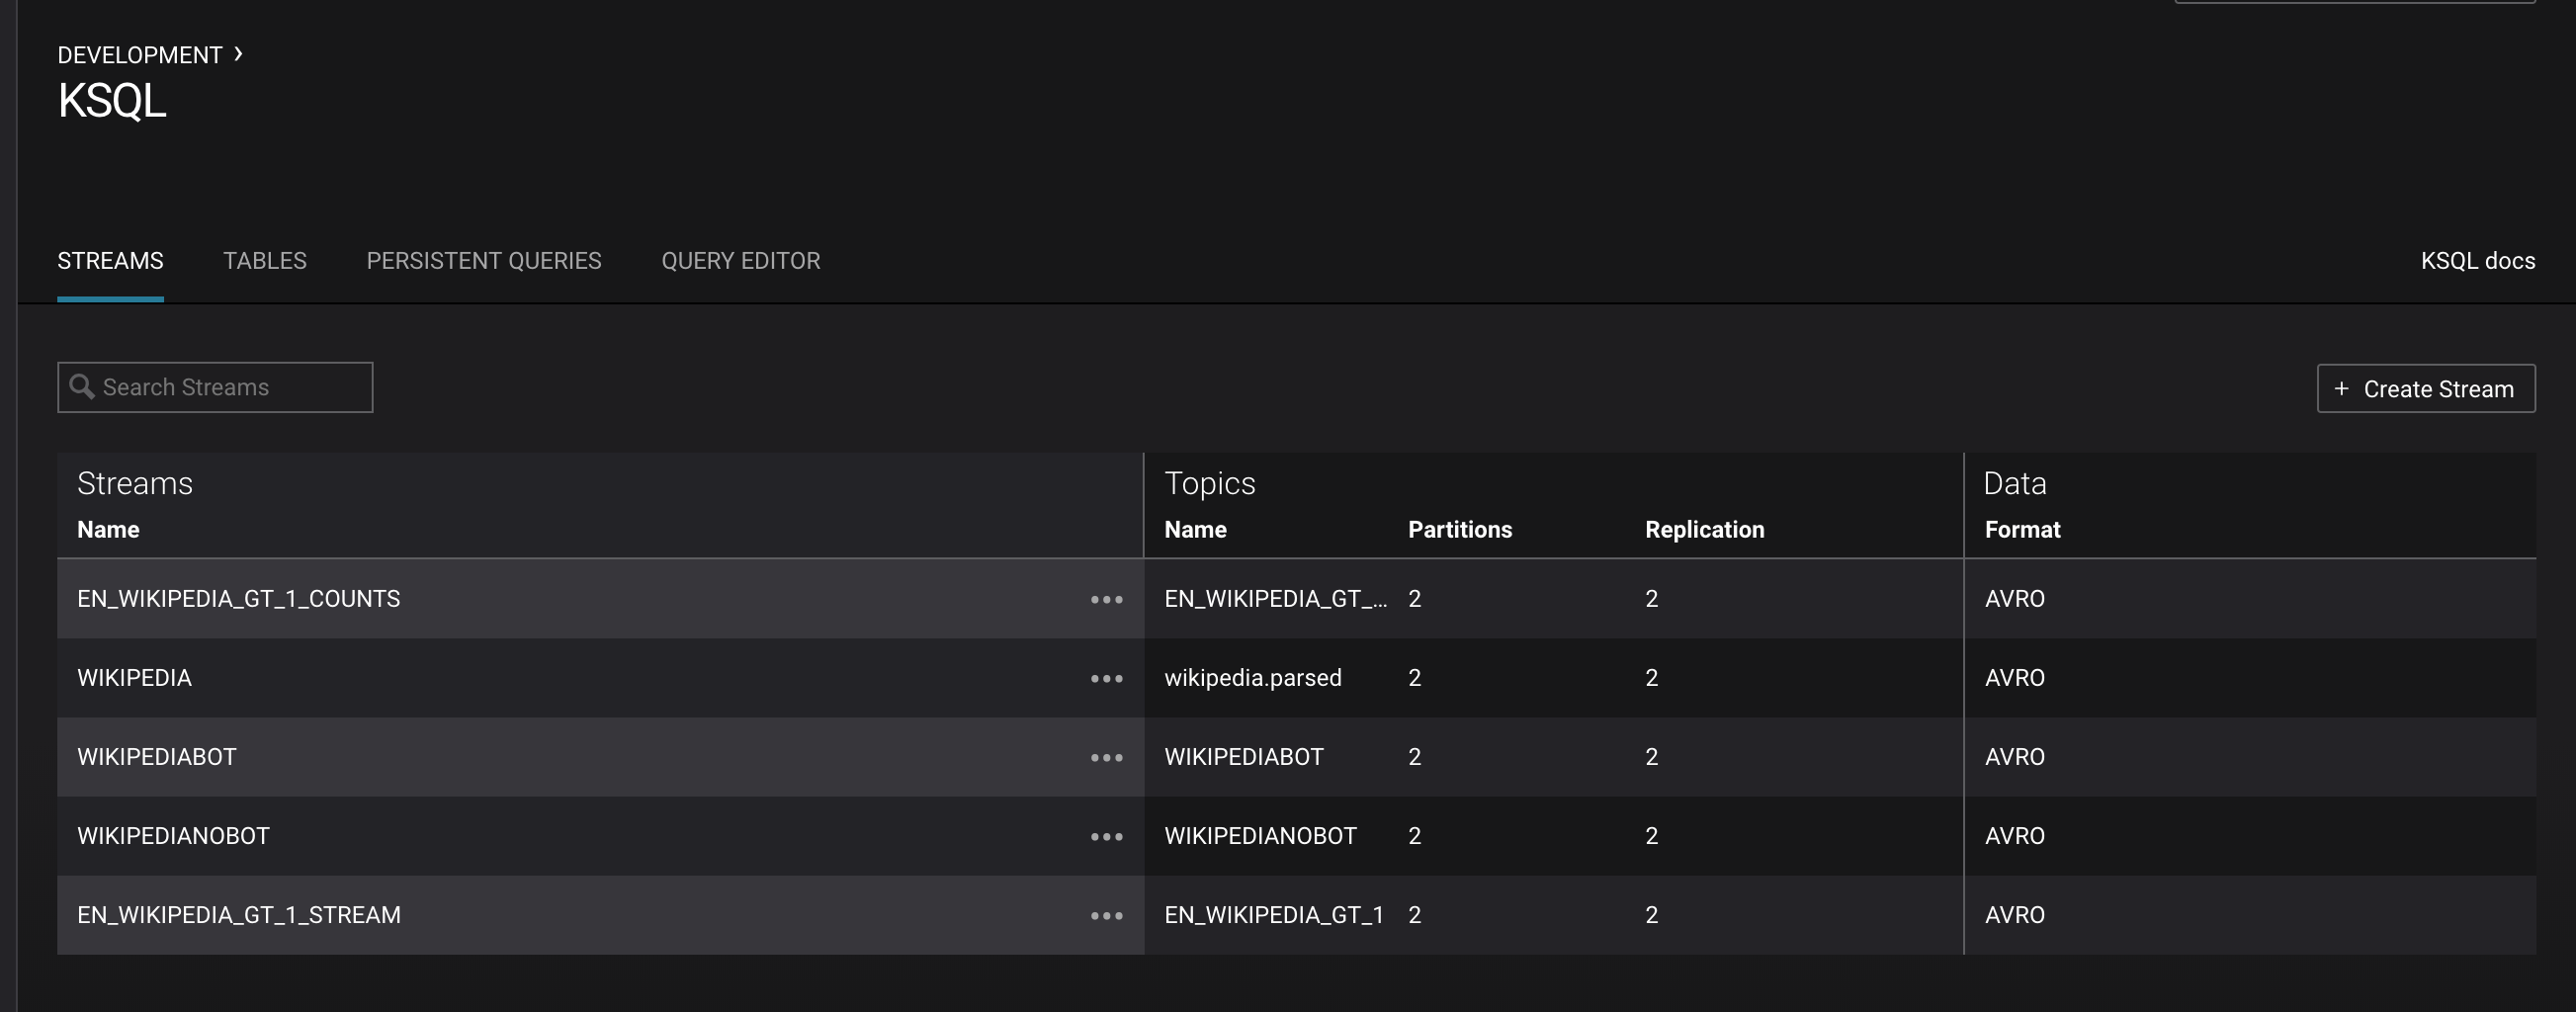 DEVELOPMENT ›
KSQL
STREAMS TABLES PERSISTENT QUERIES QUERY EDITOR KSQL docs
Search Streams + Create Stream
Streams Topics Data
Name Name Partitions Replication Format
EN_WIKIPEDIA_GT_1_COUNTS ••• EN_WIKIPEDIA_GT_... 2 2 AVRO
WIKIPEDIA ••• wikipedia.parsed 2 2 AVRO
WIKIPEDIABOT ••• WIKIPEDIABOT 2 2 AVRO
WIKIPEDIANOBOT ••• WIKIPEDIANOBOT 2 2 AVRO
EN_WIKIPEDIA_GT_1_STREAM ••• EN_WIKIPEDIA_GT_1 2 2 AVRO